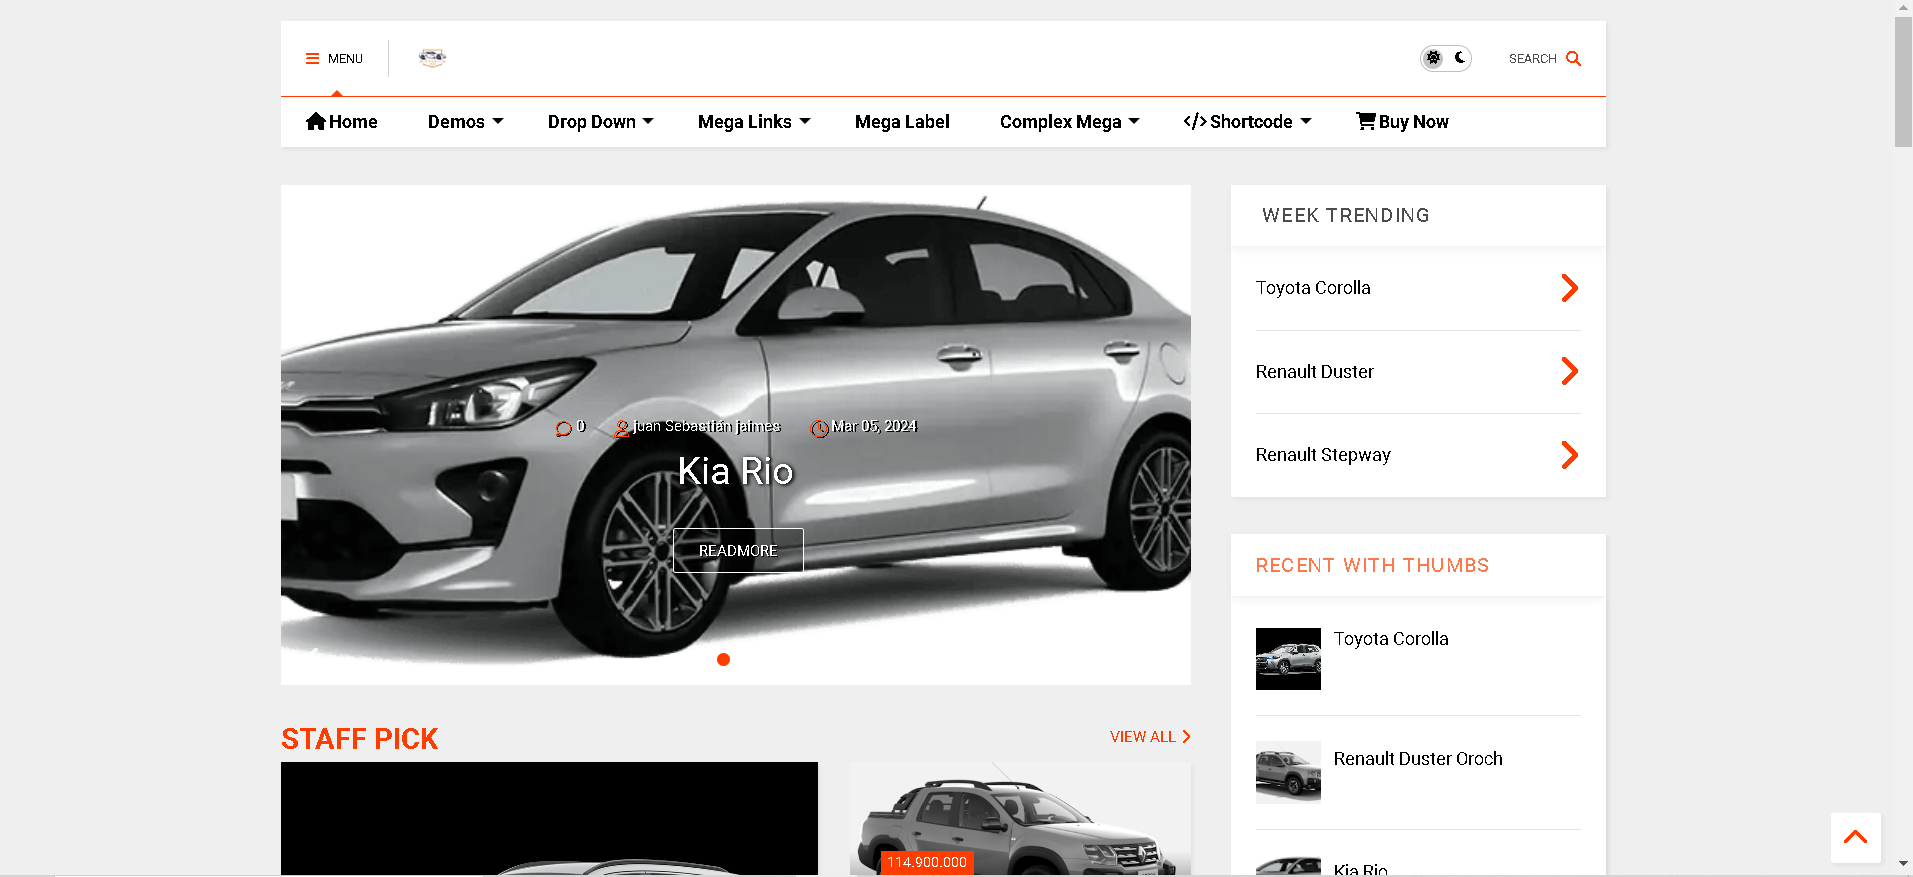 MENU
SEARCH
Home
Demos
Drop Down
Mega Links
Mega Label
Complex Mega
Shortcode
Buy Now
0
juan Sebastián jaimes
Mar 05, 2024
Kia Rio
READMORE
WEEK TRENDING
Toyota Corolla
Renault Duster
Renault Stepway
RECENT WITH THUMBS
Toyota Corolla
Renault Duster Oroch
Kia Rio
STAFF PICK
VIEW ALL
114.900.000